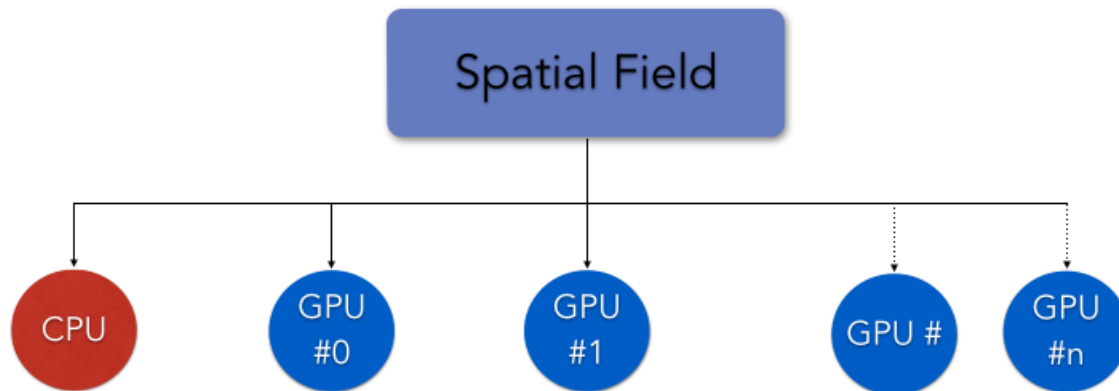 Spatial Field
CPU
GPU
#0
GPU
#1
GPU #
GPU
#n